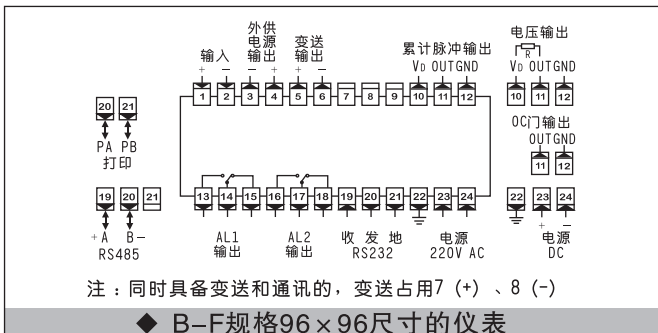 外供
电源
输出
输入
变送
输出
累计脉冲输出
电压输出
R
+ − − + + −
VD OUT GND
VD OUT GND
1 2 3 4 5 6 7 8 9 10 11 12
10 11 12
20 21
PA PB
打印
OC门输出
OUT GND
11 12
19 20 21
13 14 15 16 17 18 19 20 21 22 23 24
22 23 24
+A B−
RS485
AL1
输出
AL2
输出
收 发 地
RS232
电源
220V AC
+ −
电源
DC
注：同时具备变送和通讯的，变送占用7 (+) 、8 (−)
◆ B−F规格96×96尺寸的仪表